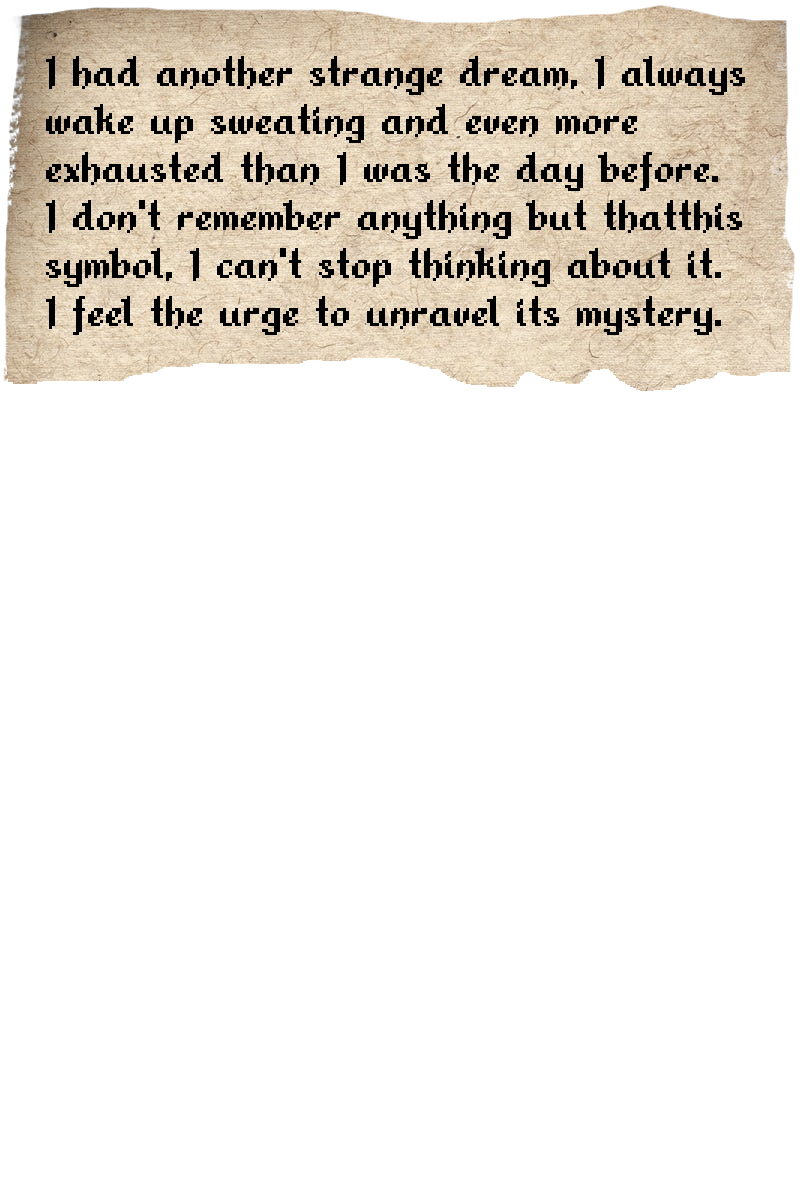 I had another strange dream, I always
wake up sweating and even more
exhausted than I was the day before.
I don't remember anything but thatthis
symbol, I can't stop thinking about it.
I feel the urge to unravel its mystery.